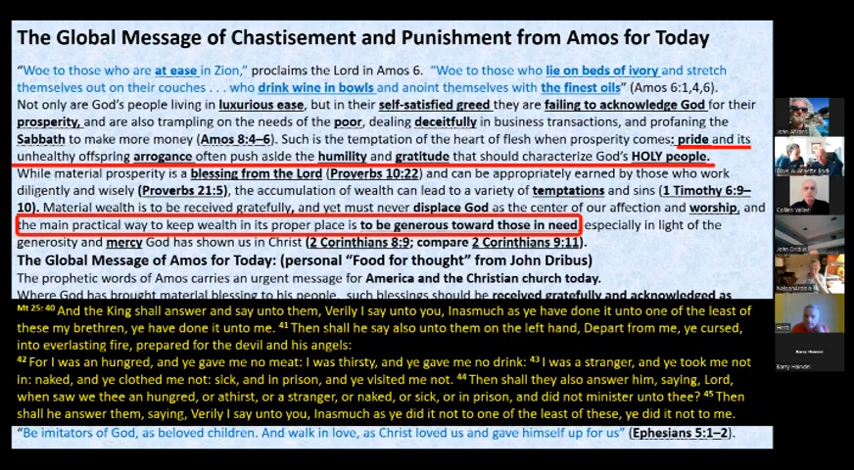 The Global Message of Chastisement and Punishment from Amos for Today
“Woe to those who are at ease in Zion,” proclaims the Lord in Amos 6. “Woe to those who lie on beds of ivory and stretch
themselves out on their couches . . . who drink wine in bowls and anoint themselves with the finest oils” (Amos 6:1,4,6).
Not only are God’s people living in luxurious ease, but in their self-satisfied greed they are failing to acknowledge God for their
prosperity, and are also trampling on the needs of the poor, dealing deceitfully in business transactions, and profaning the
Sabbath to make more money (Amos 8:4–6). Such is the temptation of the heart of flesh when prosperity comes: pride and its
unhealthy offspring arrogance often push aside the humility and gratitude that should characterize God’s HOLY people.
While material prosperity is a blessing from the Lord (Proverbs 10:22) and can be appropriately earned by those who work
diligently and wisely (Proverbs 21:5), the accumulation of wealth can lead to a variety of temptations and sins (1 Timothy 6:9–
10). Material wealth is to be received gratefully, and yet must never displace God as the center of our affection and worship, and
the main practical way to keep wealth in its proper place is to be generous toward those in need, especially in light of the
generosity and mercy God has shown us in Christ (2 Corinthians 8:9; compare 2 Corinthians 9:11).
The Global Message of Amos for Today: (personal “Food for thought” from John Dribus)
The prophetic words of Amos carries an urgent message for America and the Christian church today.
Where God has brought material blessing to his people, such blessings should be received gratefully and acknowledged as
Mt 25: 40 And the King shall answer and say unto them, Verily I say unto you, Inasmuch as ye have done it unto one of the least of
these my brethren, ye have done it unto me. 41 Then shall he say also unto them on the left hand, Depart from me, ye cursed,
into everlasting fire, prepared for the devil and his angels:
42 For I was an hungred, and ye gave me no meat: I was thirsty, and ye gave me no drink: 43 I was a stranger, and ye took me not
in: naked, and ye clothed me not: sick, and in prison, and ye visited me not. 44 Then shall they also answer him, saying, Lord,
when saw we thee an hungred, or athirst, or a stranger, or naked, or sick, or in prison, and did not minister unto thee? 45 Then
shall he answer them, saying, Verily I say unto you, Inasmuch as ye did it not to one of the least of these, ye did it not to me.
“Be imitators of God, as beloved children. And walk in love, as Christ loved us and gave himself up for us” (Ephesians 5:1–2).
John Dribus
Barry Haindel
Barry Haindel